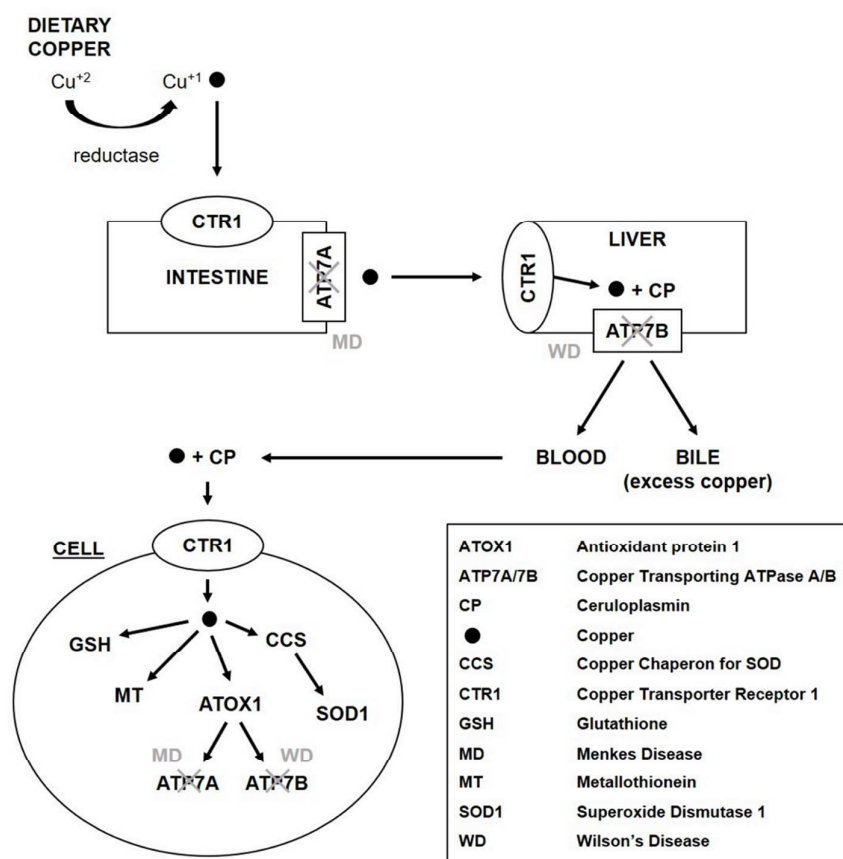 DIETARY
COPPER
Cu+2 Cu+1
reductase
CTR1
INTESTINE
ATP7A
MD
LIVER
CTR1
+ CP
ATP7B
WD
BLOOD
BILE
(excess copper)
+ CP
CELL
CTR1
GSH
CCS
MT
ATOX1
SOD1
MD WD
ATP7A ATP7B
ATOX1 Antioxidant protein 1
ATP7A/7B Copper Transporting ATPase A/B
CP Ceruloplasmin
Copper
CCS Copper Chaperon for SOD
CTR1 Copper Transporter Receptor 1
GSH Glutathione
MD Menkes Disease
MT Metallothionein
SOD1 Superoxide Dismutase 1
WD Wilson's Disease